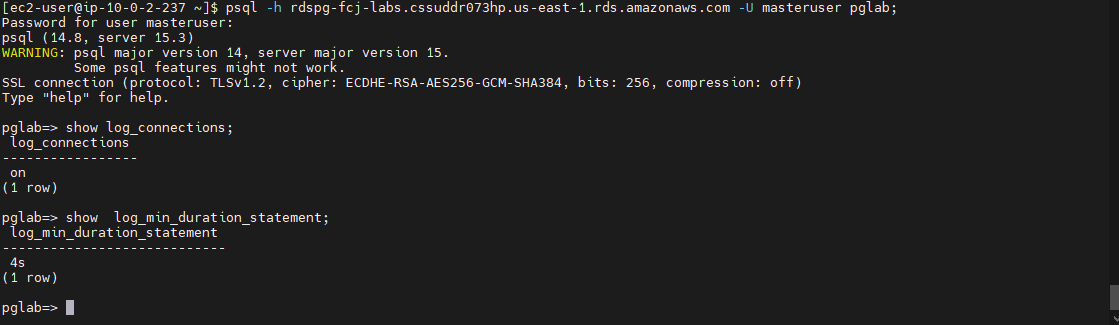 [ec2-user@ip-10-0-2-237 ~]$ psql -h rdspg-fcj-labs.cssuddr073hp.us-east-1.rds.amazonaws.com -U masteruser pglab;
Password for user masteruser:
psql (14.8, server 15.3)
WARNING: psql major version 14, server major version 15.
         Some psql features might not work.
SSL connection (protocol: TLSv1.2, cipher: ECDHE-RSA-AES256-GCM-SHA384, bits: 256, compression: off)
Type "help" for help.

pglab=> show log_connections;
 log_connections
-----------------
 on
(1 row)

pglab=> show  log_min_duration_statement;
 log_min_duration_statement
----------------------------
 4s
(1 row)

pglab=>